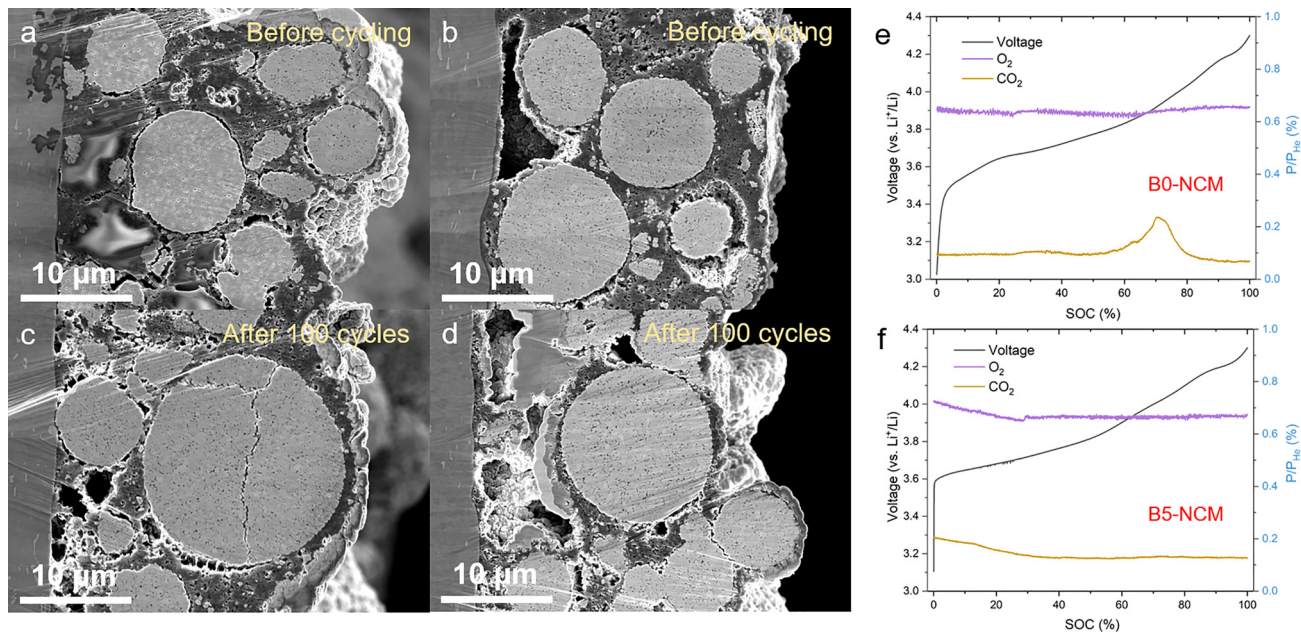 a
Before cycling
10 µm
b
Before cycling
10 µm
c
After 100 cycles
10 µm
d
After 100 cycles
10 µm
e
Voltage
O₂
CO₂
B0-NCM
4.4
4.2
4.0
3.8
3.6
3.4
3.2
3.0
Voltage (vs. Li⁺/Li)
1.0
0.8
0.6
0.4
0.2
0.0
P/P_He (%)
0 20 40 60 80 100
SOC (%)
f
Voltage
O₂
CO₂
B5-NCM
4.4
4.2
4.0
3.8
3.6
3.4
3.2
3.0
Voltage (vs. Li⁺/Li)
1.0
0.8
0.6
0.4
0.2
0.0
P/P_He (%)
0 20 40 60 80 100
SOC (%)